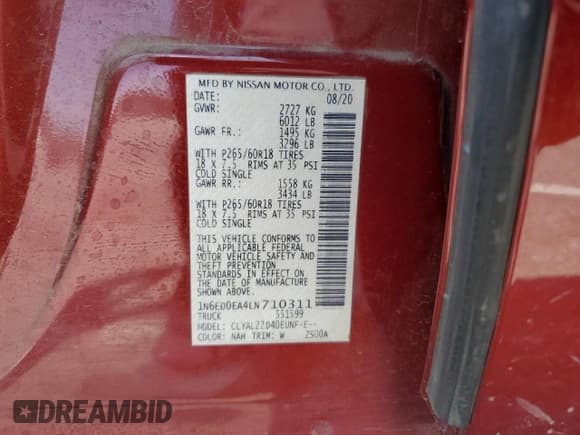 MFD BY NISSAN MOTOR CO., LTD.
DATE: 08/20
GVWR: 2727 KG
6012 LB
GAWR FR.: 1495 KG
3296 LB
WITH P265/60R18 TIRES
18 X 7.5 RIMS AT 35 PSI
COLD SINGLE
GAWR RR.: 1558 KG
3434 LB
WITH P265/60R18 TIRES
18 X 7.5 RIMS AT 35 PSI
COLD SINGLE
THIS VEHICLE CONFORMS TO
ALL APPLICABLE FEDERAL
MOTOR VEHICLE SAFETY AND
THEFT PREVENTION
STANDARDS IN EFFECT ON
THE DATE OF MANUFACTURE
SHOWN ABOVE.
1N6ED0EA4LN710311
TRUCK 551599
MODEL: CLYALZZD40EUNF-E--
COLOR: NAH TRIM: W 2500A
DREAMBID